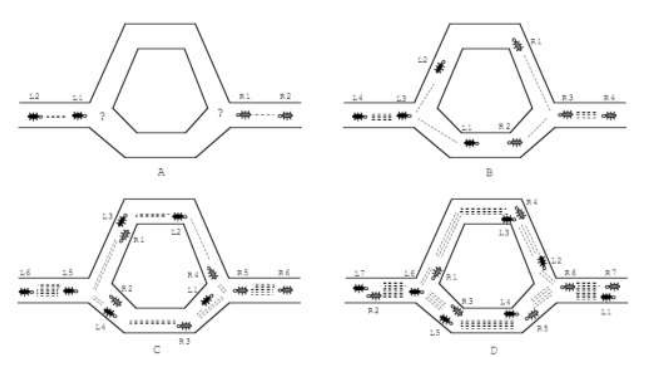 L2 L1 ? ? R1 R2
A
L4 L3 L2 L1 R2 R1 R3 R4
B
L6 L5 L3 R1 L2 R2 L4 R4 L1 R3 R5 R6
C
L7 R2 L6 R1 L5 R3 L4 L3 R4 L2 R5 R6 R7 L1
D